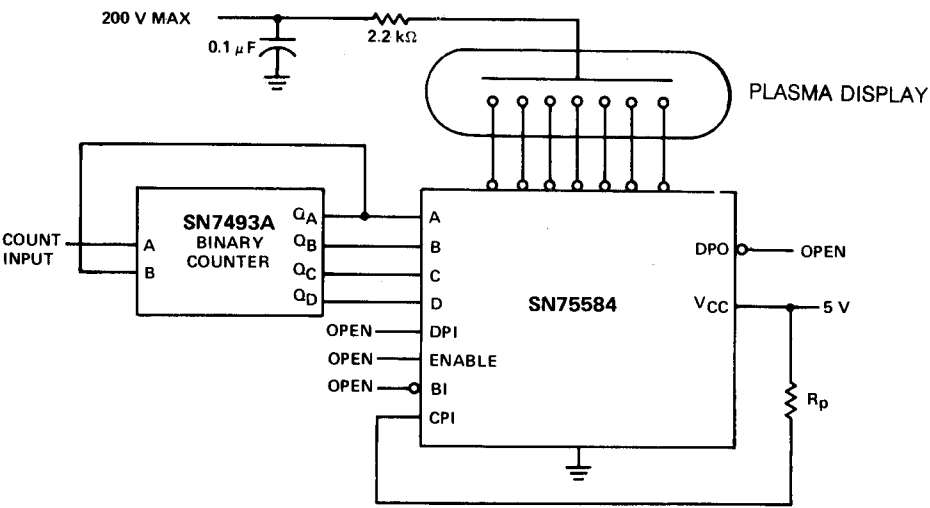 200 V MAX
0.1 μF
2.2 kΩ
PLASMA DISPLAY
SN7493A
BINARY
COUNTER
COUNT
INPUT
A
B
QA
QB
QC
QD
A
B
C
D
OPEN
DPI
OPEN
ENABLE
OPEN
BI
CPI
SN75584
DPO
OPEN
VCC
5 V
Rp